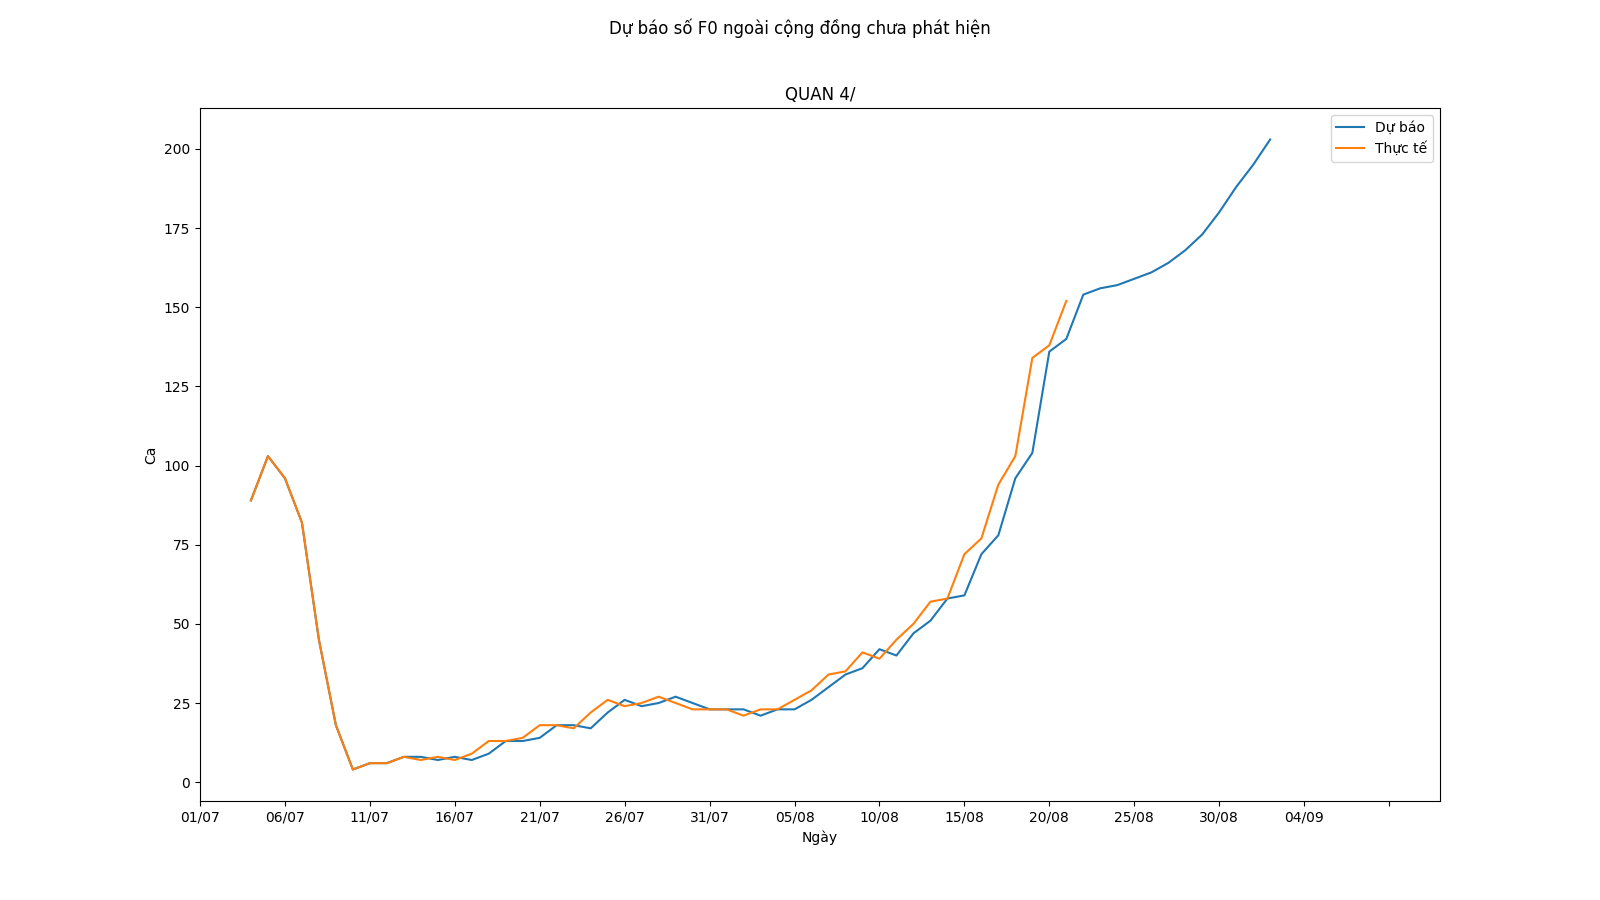 Dự báo số F0 ngoài cộng đồng chưa phát hiện
QUAN 4/
Dự báo
Thực tế
200
175
150
125
100
75
50
25
0
Ca
01/07 06/07 11/07 16/07 21/07 26/07 31/07 05/08 10/08 15/08 20/08 25/08 30/08 04/09
Ngày